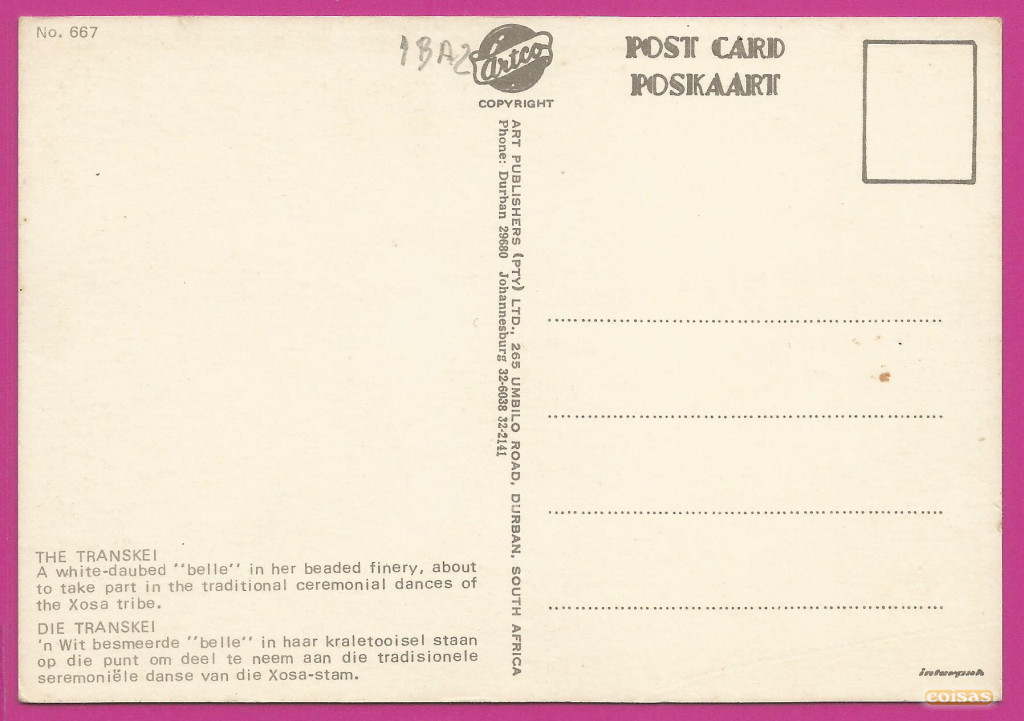 No. 667
Artco
COPYRIGHT
POST CARD
POSKAART
ART PUBLISHERS (PTY) LTD., 265 UMBILO ROAD, DURBAN, SOUTH AFRICA
Phone: Durban 29680 Johannesburg 32-6038 32-2141
THE TRANSKEI
A white-daubed "belle" in her beaded finery, about
to take part in the traditional ceremonial dances of
the Xosa tribe.
DIE TRANSKEI
'n Wit besmeerde "belle" in haar kraletooisel staan
op die punt om deel te neem aan die tradisionele
seremoniële danse van die Xosa-stam.
coisas